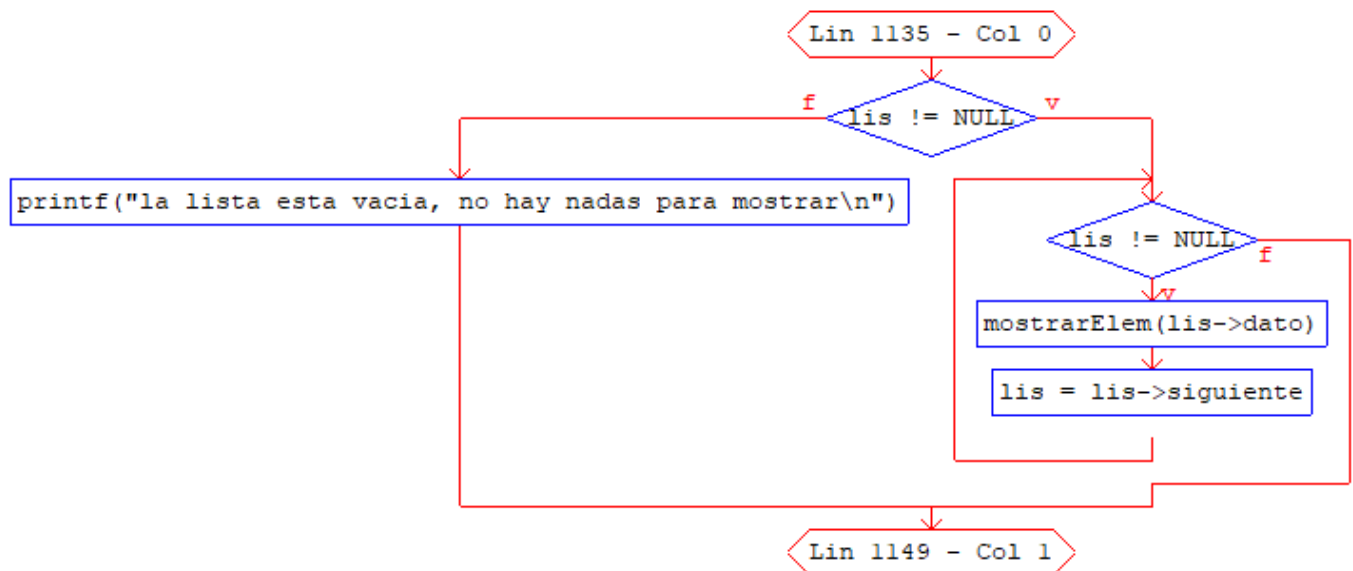 Lin 1135 - Col 0
f
lis != NULL
v
printf("la lista esta vacia, no hay nadas para mostrar\n")
lis != NULL
f
v
mostrarElem(lis->dato)
lis = lis->siguiente
Lin 1149 - Col 1